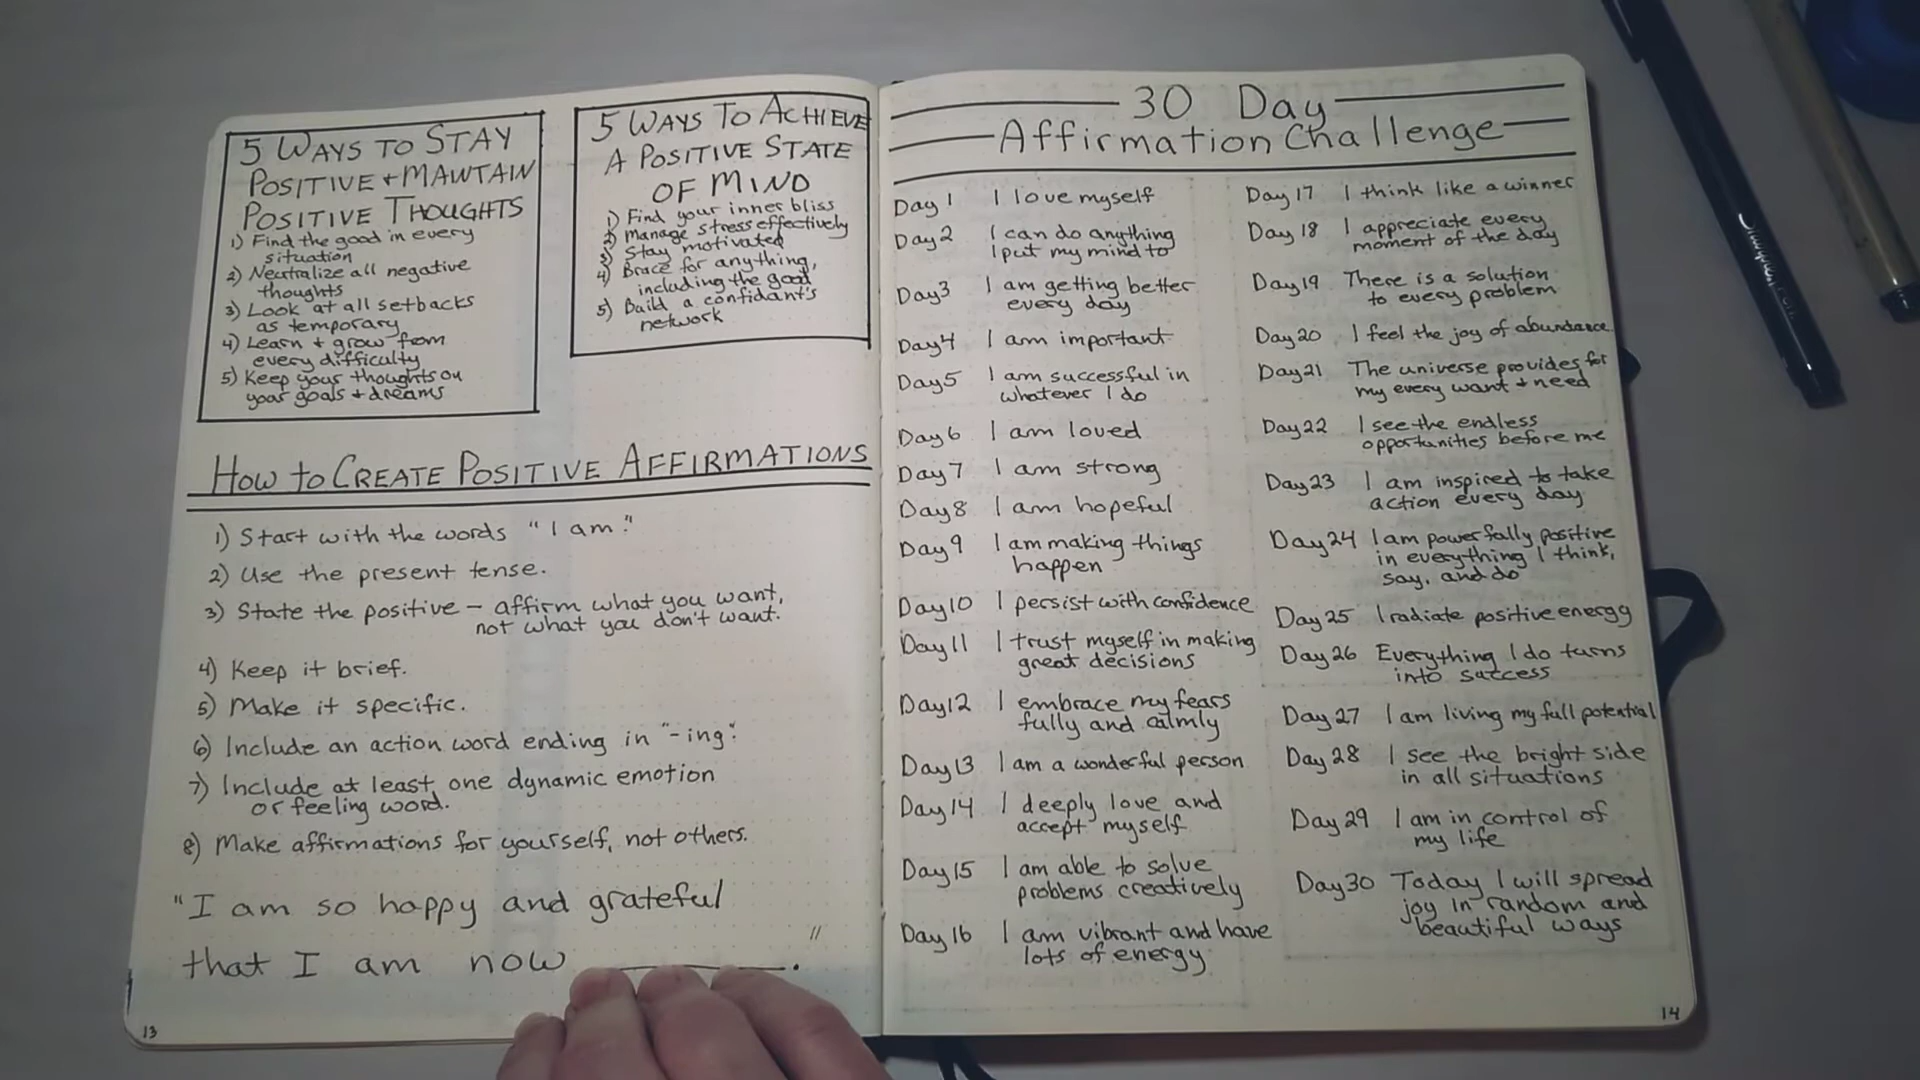 5 WAYS TO STAY
POSITIVE + MAINTAIN
POSITIVE THOUGHTS
1) Find the good in every
situation
2) Neutralize all negative
thoughts
3) Look at all setbacks
as temporary
4) Learn + grow from
every difficulty
5) Keep your thoughts on
your goals + dreams
5 WAYS TO ACHIEVE
A POSITIVE STATE
OF MIND
1) Find your inner bliss
2) Manage stress effectively
3) Stay motivated
4) Brace for anything,
including the good
5) Build a confidant's
network
HOW TO CREATE POSITIVE AFFIRMATIONS
1) Start with the words "I am."
2) Use the present tense.
3) State the positive - affirm what you want,
not what you don't want.
4) Keep it brief.
5) Make it specific.
6) Include an action word ending in "-ing".
7) Include at least one dynamic emotion
or feeling word.
8) Make affirmations for yourself, not others.
"I am so happy and grateful
that I am now ________."
13
30 Day
Affirmation Challenge
Day 1 I love myself
Day 2 I can do anything
I put my mind to
Day 3 I am getting better
every day
Day 4 I am important
Day 5 I am successful in
whatever I do
Day 6 I am loved
Day 7 I am strong
Day 8 I am hopeful
Day 9 I am making things
happen
Day 10 I persist with confidence
Day 11 I trust myself in making
great decisions
Day 12 I embrace my fears
fully and calmly
Day 13 I am a wonderful person
Day 14 I deeply love and
accept myself
Day 15 I am able to solve
problems creatively
Day 16 I am vibrant and have
lots of energy
Day 17 I think like a winner
Day 18 I appreciate every
moment of the day
Day 19 There is a solution
to every problem
Day 20 I feel the joy of abundance
Day 21 The universe provides for
my every want + need
Day 22 I see the endless
opportunities before me
Day 23 I am inspired to take
action every day
Day 24 I am powerfully positive
in everything I think,
say, and do
Day 25 I radiate positive energy
Day 26 Everything I do turns
into success
Day 27 I am living my full potential
Day 28 I see the bright side
in all situations
Day 29 I am in control of
my life
Day 30 Today I will spread
joy in random and
beautiful ways
14
Sharpie Pen